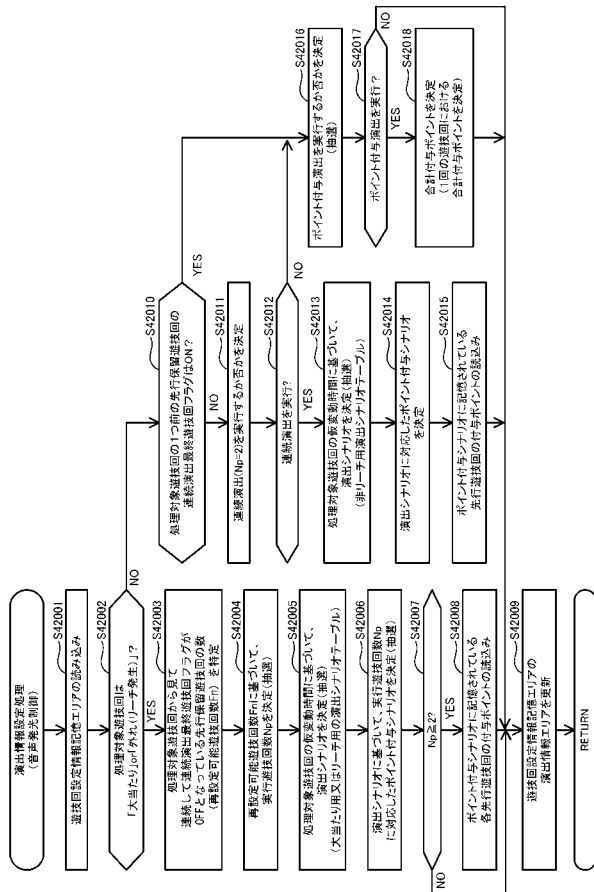 演出情報設定処理
(音声発光制御)
S42001
遊技回設定情報記憶エリアの読み込み
S42002
処理対象遊技回は
「大当たり」or「外れ(リーチ発生)」?
NO
YES
S42003
処理対象遊技回から見て
連続して連続演出最終遊技回フラグが
OFFとなっている先行保留遊技回の数
(再設定可能遊技回数Fn)を特定
S42004
再設定可能遊技回数Fnに基づいて、
実行遊技回数Npを決定(抽選)
S42005
処理対象遊技回の仮変動時間に基づいて、
演出シナリオを決定(抽選)
(大当たり用又はリーチ用の演出シナリオテーブル)
S42006
演出シナリオに基づいて、実行遊技回数Np
に対応したポイント付与シナリオを決定(抽選)
S42007
Np≧2?
NO
YES
S42008
ポイント付与シナリオに記憶されている
各先行遊技回の付与ポイントの読込み
S42009
遊技回設定情報記憶エリアの
演出情報エリアを更新
RETURN
S42010
処理対象遊技回の1つ前の先行保留遊技回の
連続演出最終遊技回フラグはON?
YES
NO
S42011
連続演出(Np=2)を実行するか否かを決定
S42012
連続演出を実行?
NO
YES
S42013
処理対象遊技回の仮変動時間に基づいて、
演出シナリオを決定(抽選)
(非リーチ用演出シナリオテーブル)
S42014
演出シナリオに対応したポイント付与シナリオ
を決定
S42015
ポイント付与シナリオに記憶されている
先行遊技回の付与ポイントの読込み
S42016
ポイント付与演出を実行するか否かを決定
(抽選)
S42017
ポイント付与演出を実行?
NO
YES
S42018
合計付与ポイントを決定
(1回の遊技回における
合計付与ポイントを決定)